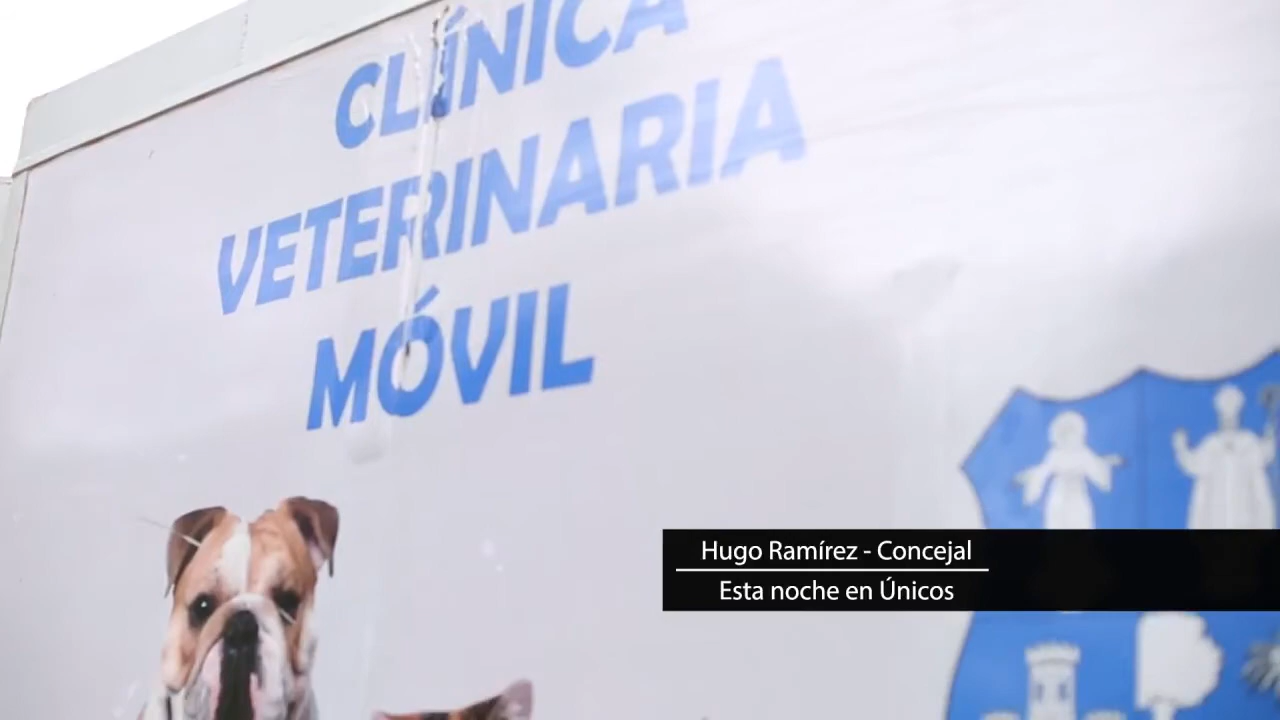 CLÍNICA
VETERINARIA
MÓVIL
Hugo Ramírez - Concejal
Esta noche en Únicos